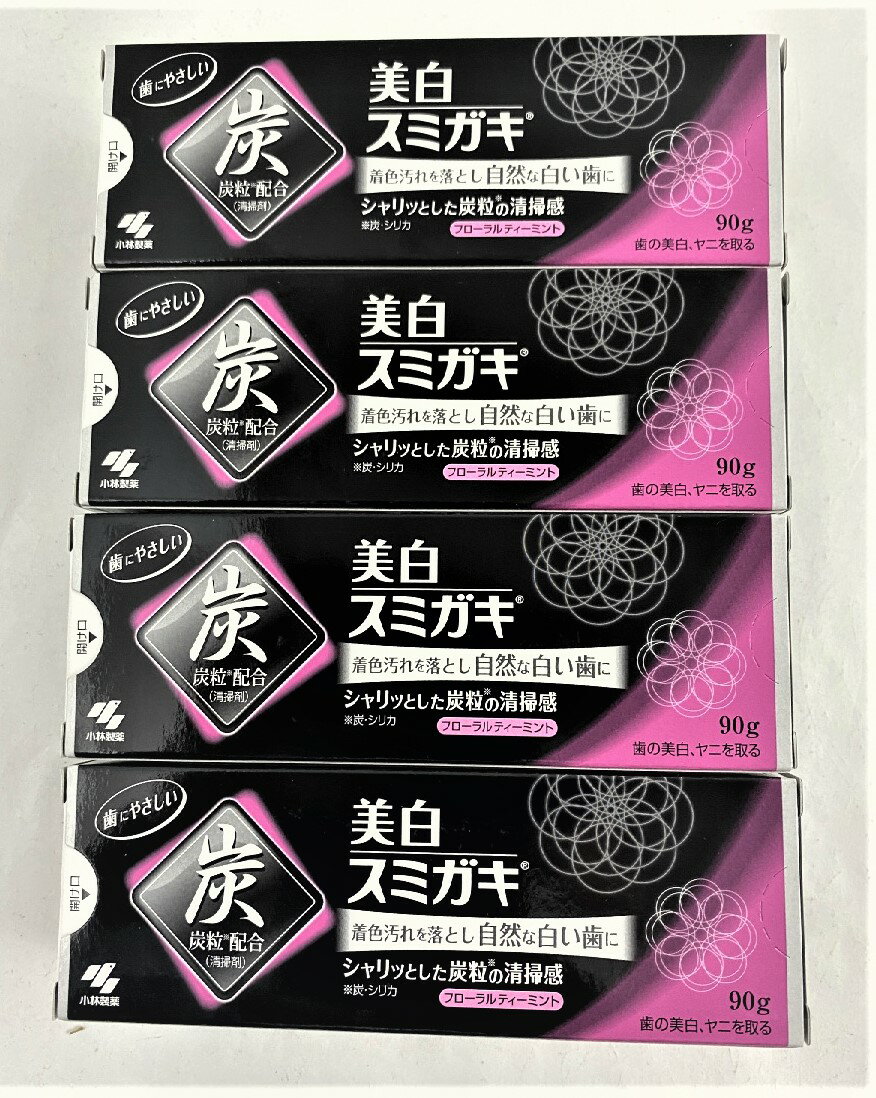 歯にやさしい
炭
炭粒※配合
(清掃剤)
開け口
小林製薬
美白
スミガキ®
着色汚れを落とし自然な白い歯に
シャリッとした炭粒※の清掃感
※炭・シリカ
フローラルティーミント
90g
歯の美白、ヤニを取る
歯にやさしい
炭
炭粒※配合
(清掃剤)
開け口
小林製薬
美白
スミガキ®
着色汚れを落とし自然な白い歯に
シャリッとした炭粒※の清掃感
※炭・シリカ
フローラルティーミント
90g
歯の美白、ヤニを取る
歯にやさしい
炭
炭粒※配合
(清掃剤)
開け口
小林製薬
美白
スミガキ®
着色汚れを落とし自然な白い歯に
シャリッとした炭粒※の清掃感
※炭・シリカ
フローラルティーミント
90g
歯の美白、ヤニを取る
歯にやさしい
炭
炭粒※配合
(清掃剤)
開け口
小林製薬
美白
スミガキ®
着色汚れを落とし自然な白い歯に
シャリッとした炭粒※の清掃感
※炭・シリカ
フローラルティーミント
90g
歯の美白、ヤニを取る